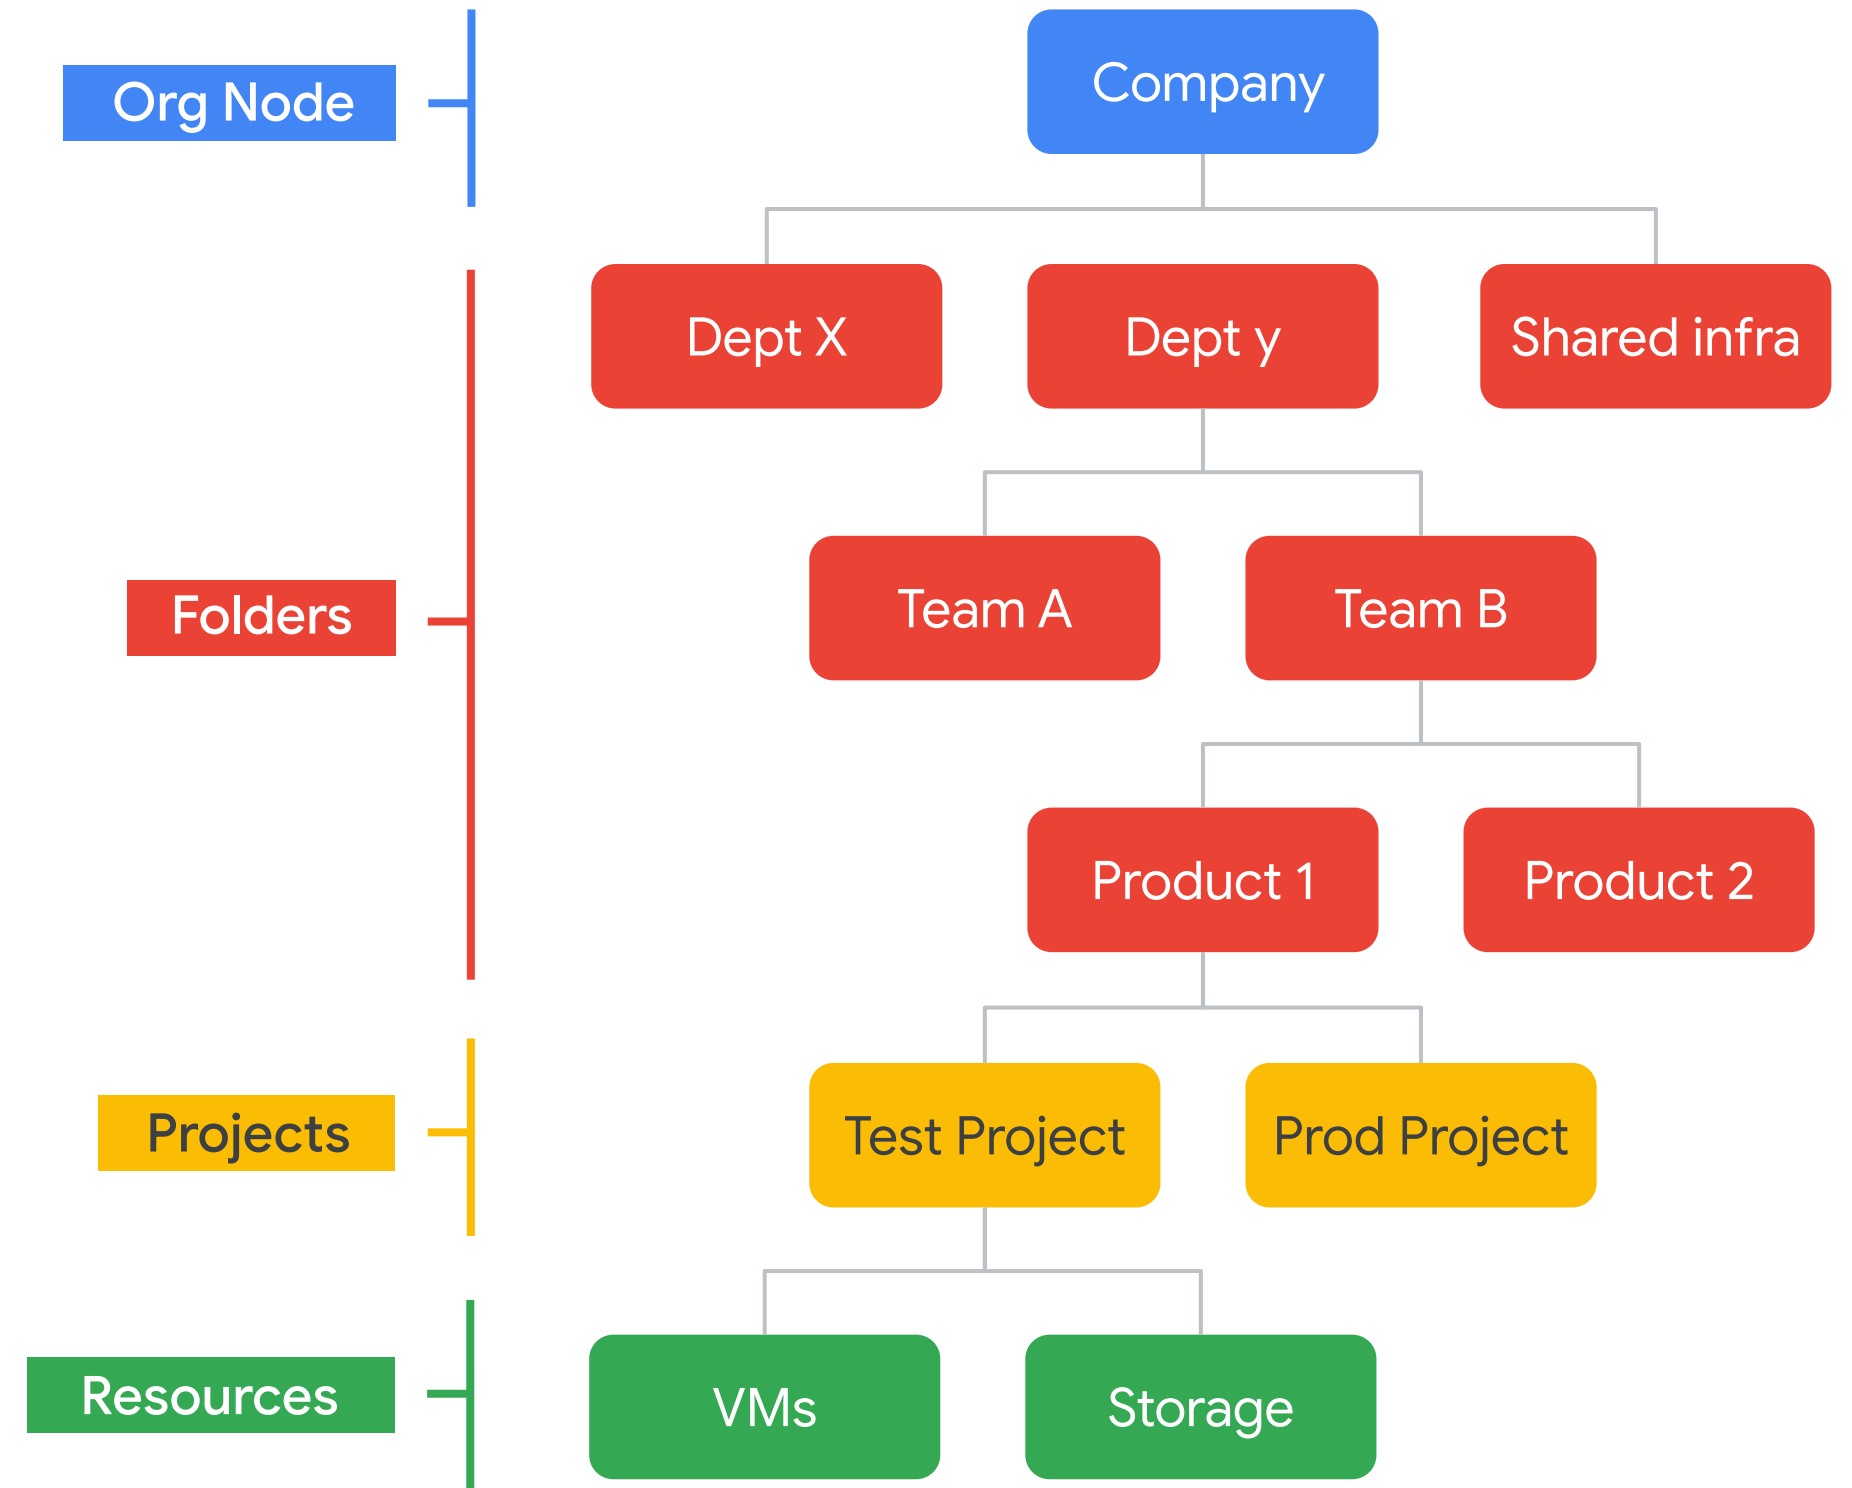 Org Node
Company
Dept X
Dept y
Shared infra
Folders
Team A
Team B
Product 1
Product 2
Projects
Test Project
Prod Project
Resources
VMs
Storage